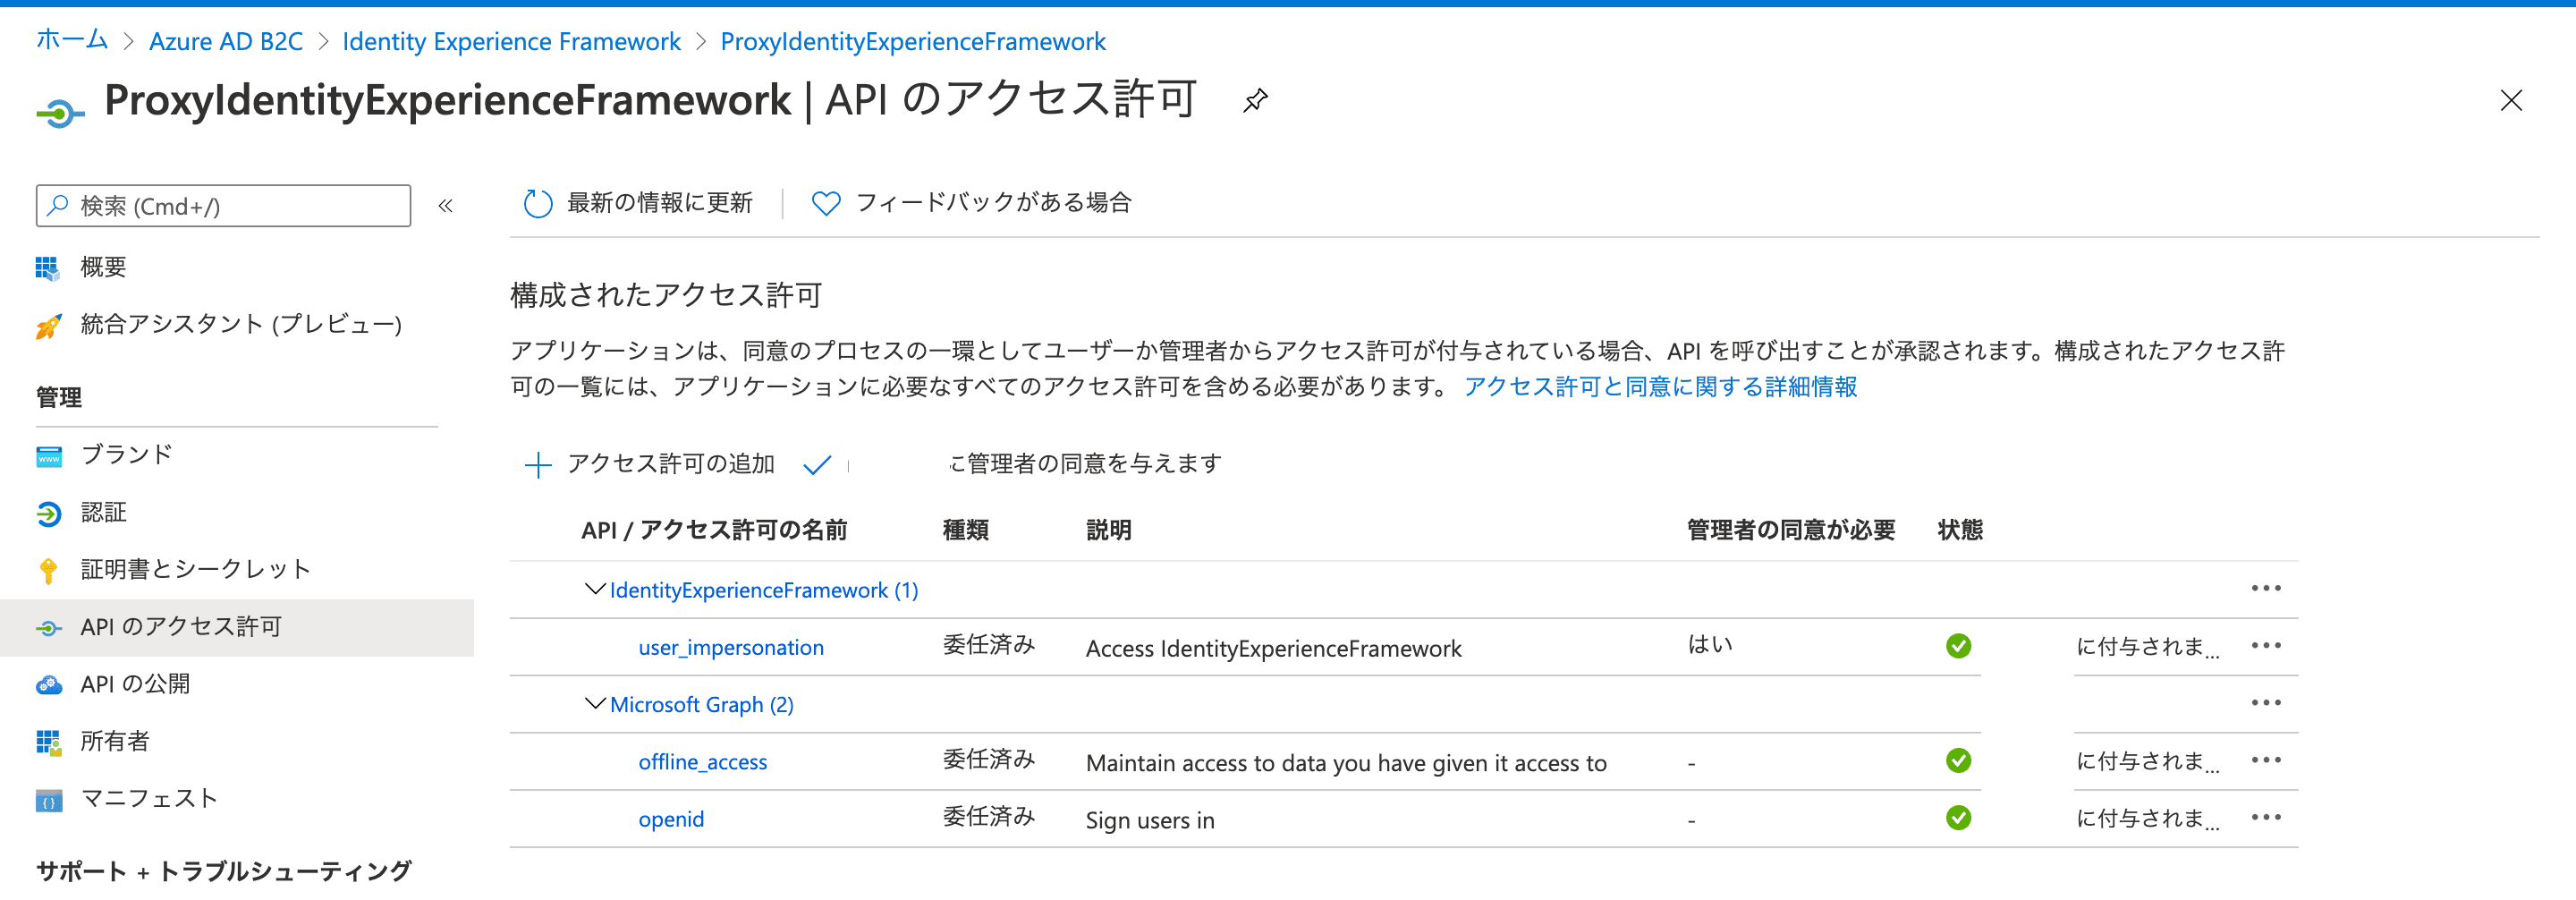 ホーム > Azure AD B2C > Identity Experience Framework > ProxyIdentityExperienceFramework
ProxyIdentityExperienceFramework | API のアクセス許可
検索 (Cmd+/)
«
最新の情報に更新
フィードバックがある場合
概要
統合アシスタント (プレビュー)
管理
ブランド
認証
証明書とシークレット
API のアクセス許可
API の公開
所有者
マニフェスト
サポート + トラブルシューティング
構成されたアクセス許可
アプリケーションは、同意のプロセスの一環としてユーザーか管理者からアクセス許可が付与されている場合、API を呼び出すことが承認されます。構成されたアクセス許
可の一覧には、アプリケーションに必要なすべてのアクセス許可を含める必要があります。 アクセス許可と同意に関する詳細情報
アクセス許可の追加 に管理者の同意を与えます
API / アクセス許可の名前 種類 説明 管理者の同意が必要 状態
IdentityExperienceFramework (1)
user_impersonation 委任済み Access IdentityExperienceFramework はい に付与されま...
Microsoft Graph (2)
offline_access 委任済み Maintain access to data you have given it access to - に付与されま...
openid 委任済み Sign users in - に付与されま...